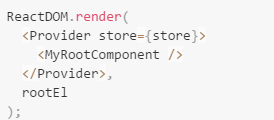 ReactDOM.render(
  <Provider store={store}>
    <MyRootComponent />
  </Provider>,
  rootEl
);